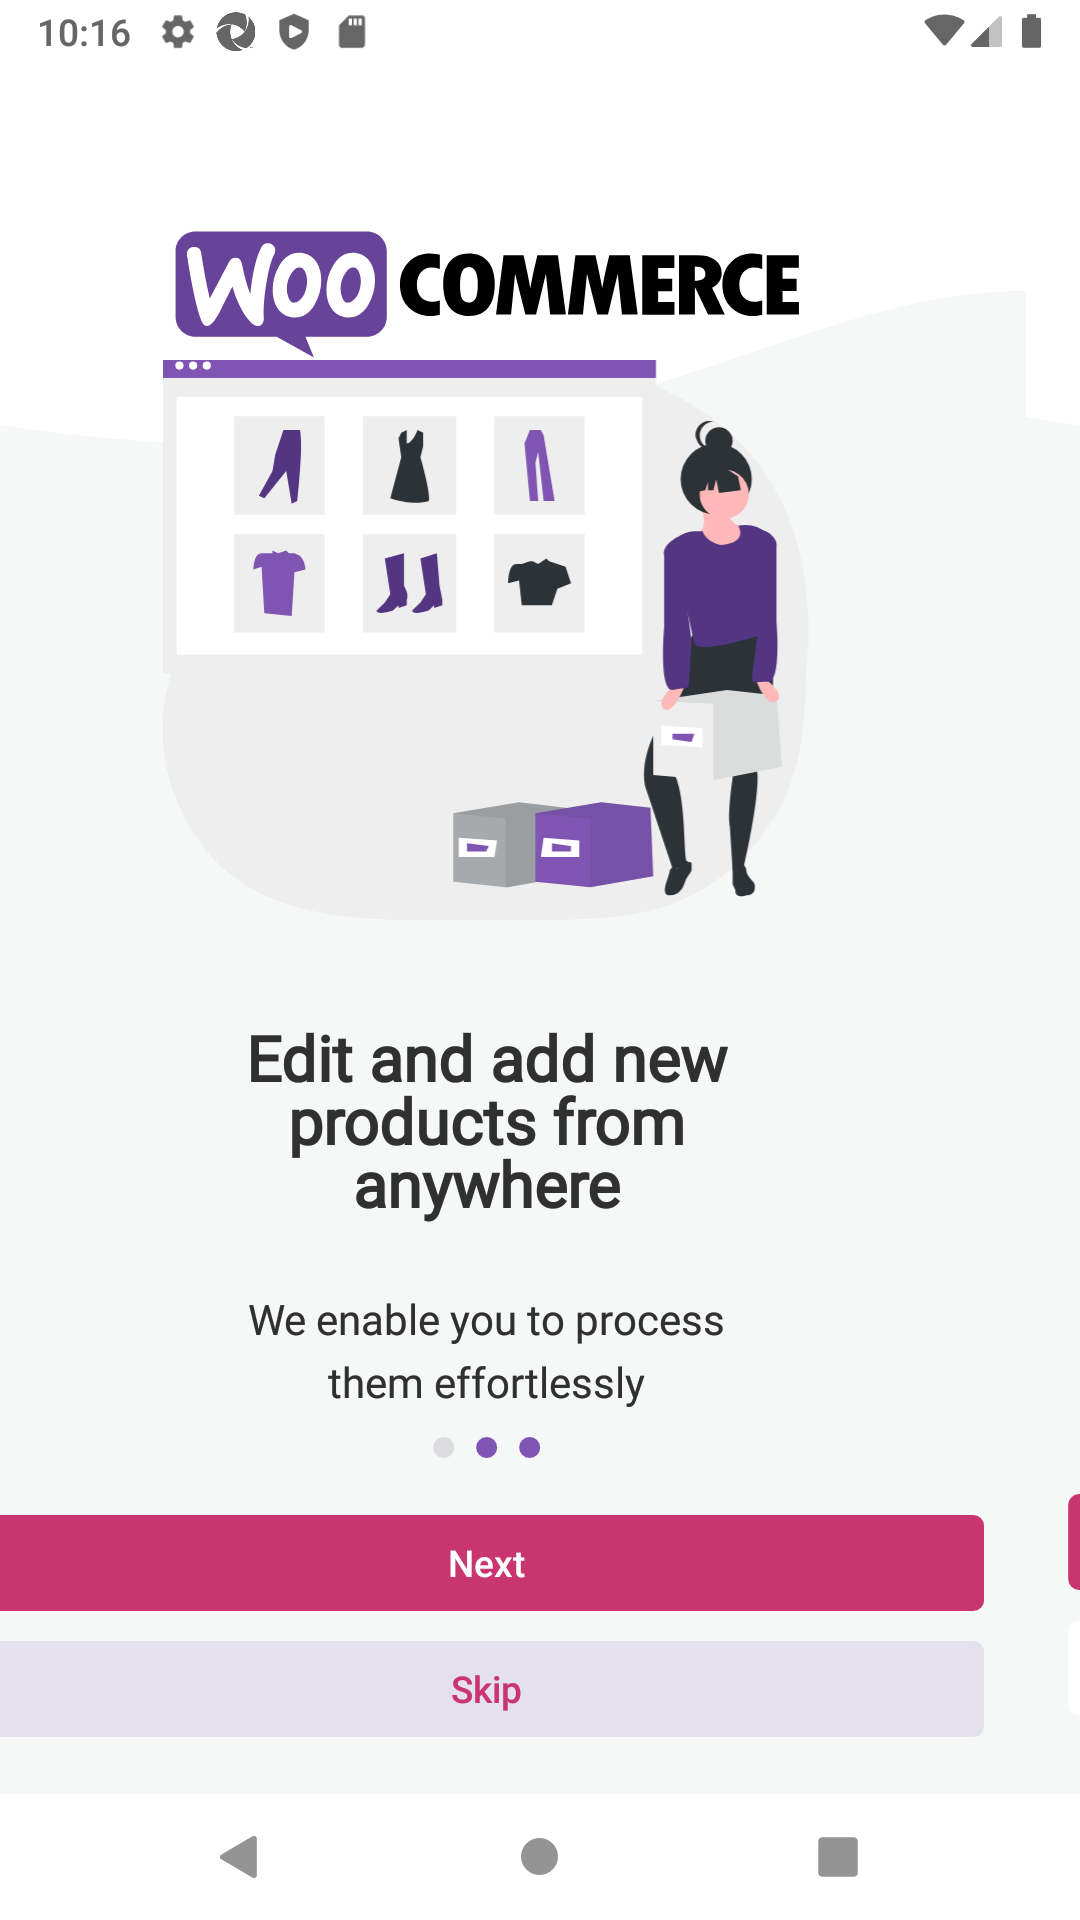 10:16
WOO COMMERCE
Edit and add new
products from
anywhere
We enable you to process
them effortlessly
Next
Skip